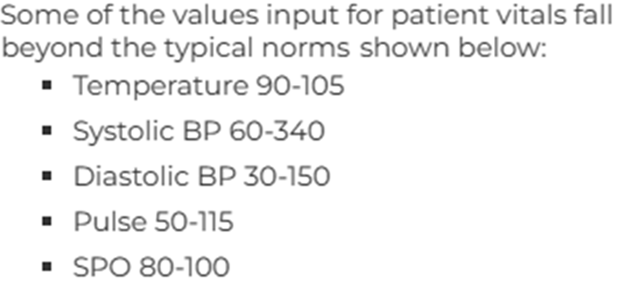 Some of the values input for patient vitals fall
beyond the typical norms shown below:
▪ Temperature 90-105
▪ Systolic BP 60-340
▪ Diastolic BP 30-150
▪ Pulse 50-115
▪ SPO 80-100